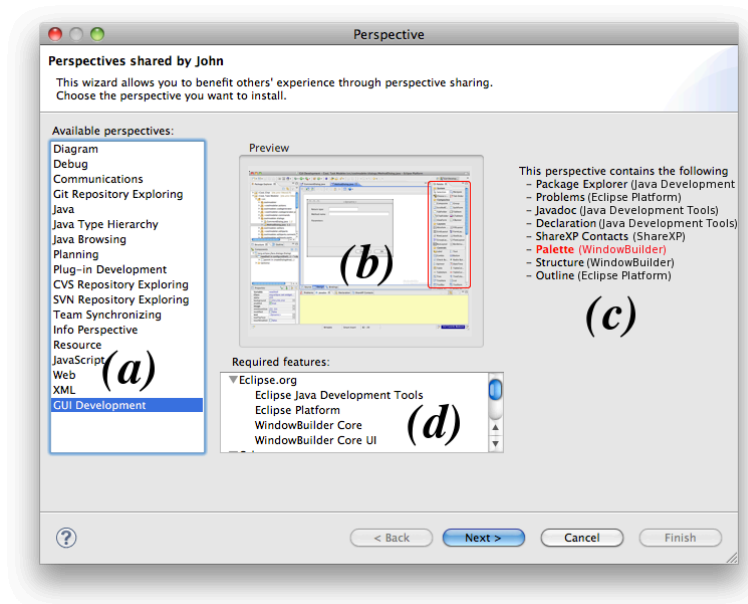 Perspective
Perspectives shared by John
This wizard allows you to benefit others' experience through perspective sharing.
Choose the perspective you want to install.
Available perspectives:
Diagram
Debug
Communications
Git Repository Exploring
Java
Java Type Hierarchy
Java Browsing
Planning
Plug-in Development
CVS Repository Exploring
SVN Repository Exploring
Team Synchronizing
Info Perspective
Resource
JavaScript
Web
XML
GUI Development
(a)
Preview
(b)
Required features:
Eclipse.org
Eclipse Java Development Tools
Eclipse Platform
WindowBuilder Core
WindowBuilder Core UI
(d)
This perspective contains the following
– Package Explorer (Java Development
– Problems (Eclipse Platform)
– Javadoc (Java Development Tools)
– Declaration (Java Development Tools)
– ShareXP Contacts (ShareXP)
– Palette (WindowBuilder)
– Structure (WindowBuilder)
– Outline (Eclipse Platform)
(c)
?
< Back
Next >
Cancel
Finish